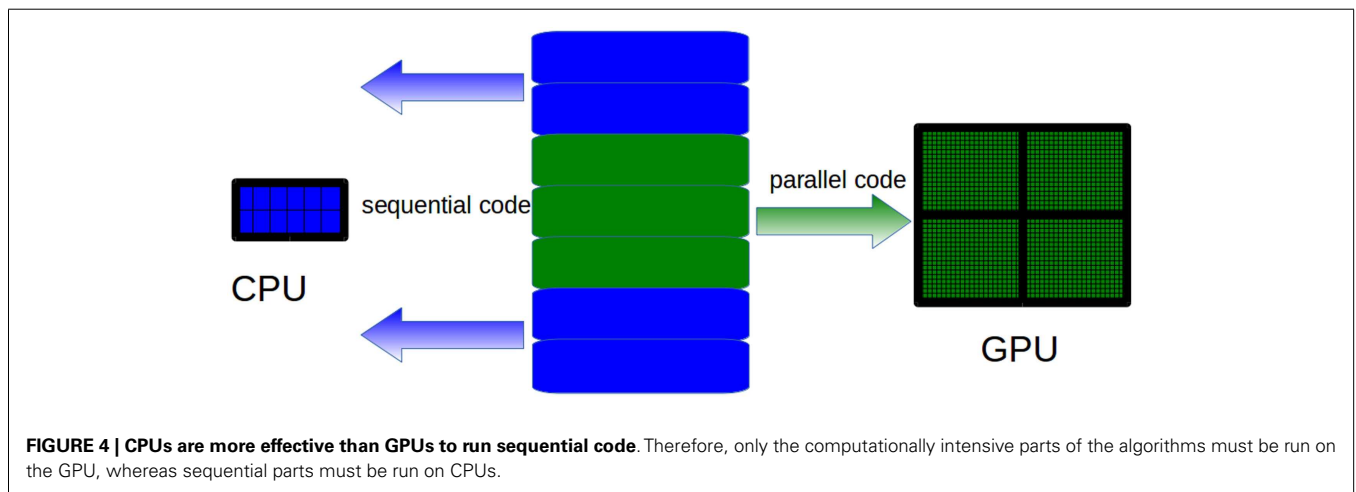 parallel code
sequential code
CPU
GPU
FIGURE 4 | CPUs are more effective than GPUs to run sequential code. Therefore, only the computationally intensive parts of the algorithms must be run on
the GPU, whereas sequential parts must be run on CPUs.